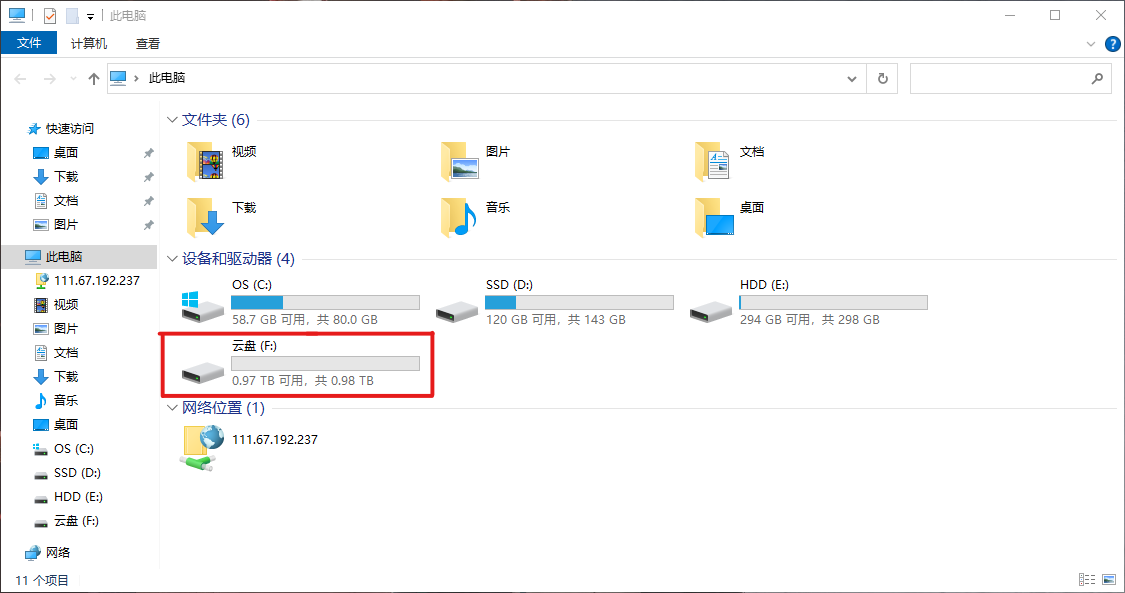 此电脑
文件 计算机 查看
此电脑
快速访问
桌面
下载
文档
图片
此电脑
111.67.192.237
视频
图片
文档
下载
音乐
桌面
OS (C:)
SSD (D:)
HDD (E:)
云盘 (F:)
网络
文件夹 (6)
视频
图片
文档
下载
音乐
桌面
设备和驱动器 (4)
OS (C:)
58.7 GB 可用，共 80.0 GB
SSD (D:)
120 GB 可用，共 143 GB
HDD (E:)
294 GB 可用，共 298 GB
云盘 (F:)
0.97 TB 可用，共 0.98 TB
网络位置 (1)
111.67.192.237
11 个项目